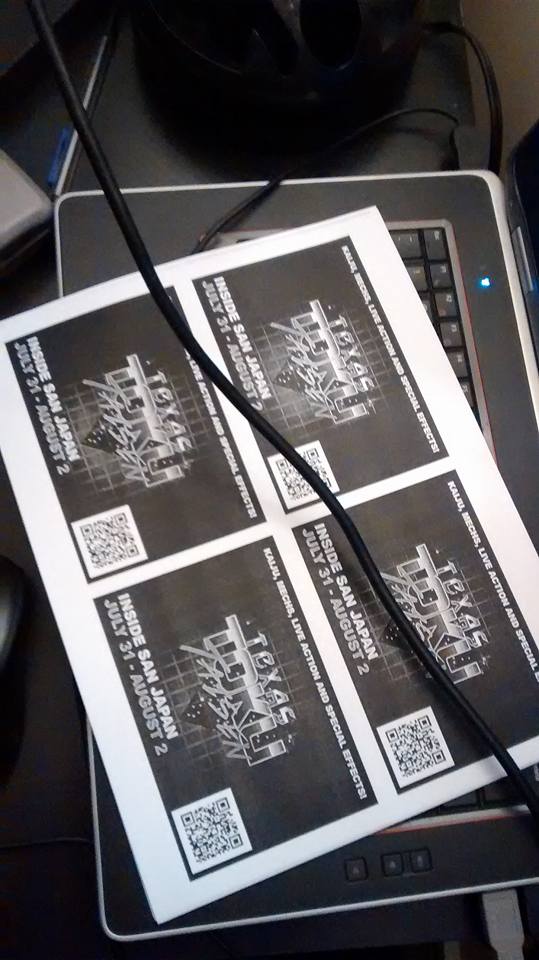 KAIJU, MECHS, LIVE ACTION AND SPECIAL EFFECTS!
TEXAS
TOKU
INSIDE SAN JAPAN
JULY 31 - AUGUST 2
LIVE ACTION AND SPECIAL EFFECTS!
TEXAS
TOKU
INSIDE SAN JAPAN
JULY 31 - AUGUST 2
KAIJU, MECHS, LIVE ACTION AND SPECIAL
TEXAS
TOKU
INSIDE SAN JAPAN
JULY 31 - AUGUST 2
KAIJU, MECHS, LIVE ACTION AND SPECIAL EFFECTS!
TEXAS
TOKU
INSIDE SAN JAPAN
JULY 31 - AUGUST 2